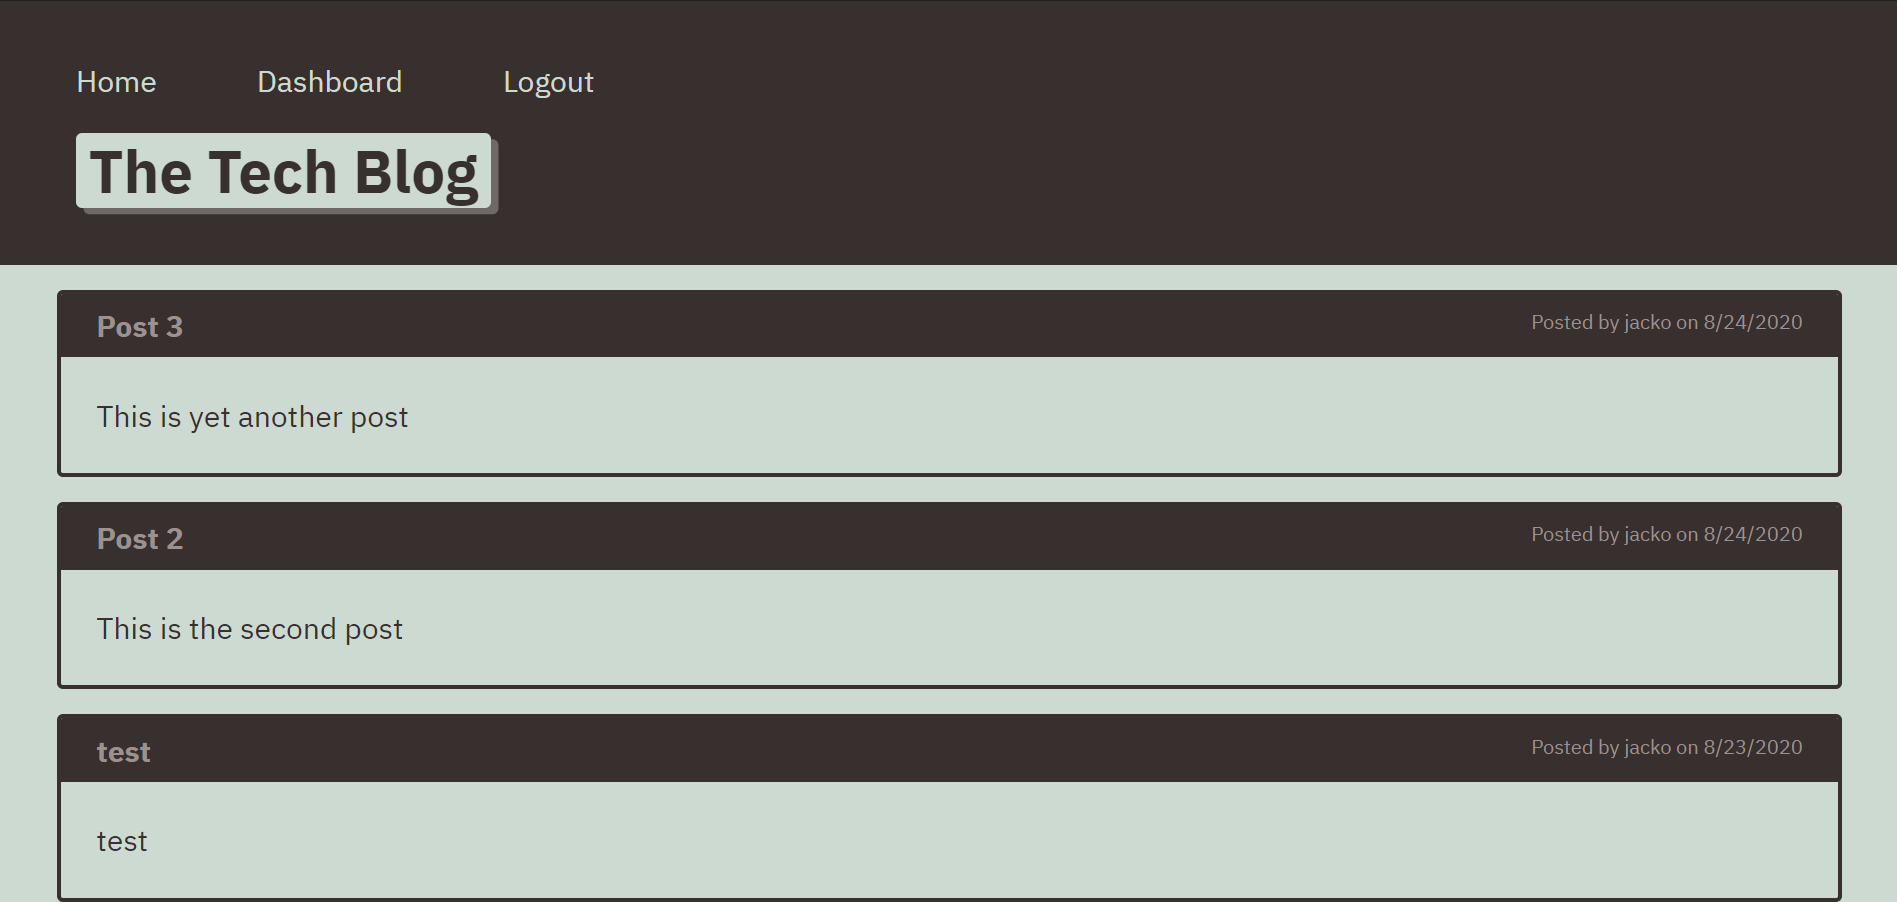 Home Dashboard Logout
The Tech Blog
Post 3 Posted by jacko on 8/24/2020
This is yet another post
Post 2 Posted by jacko on 8/24/2020
This is the second post
test Posted by jacko on 8/23/2020
test